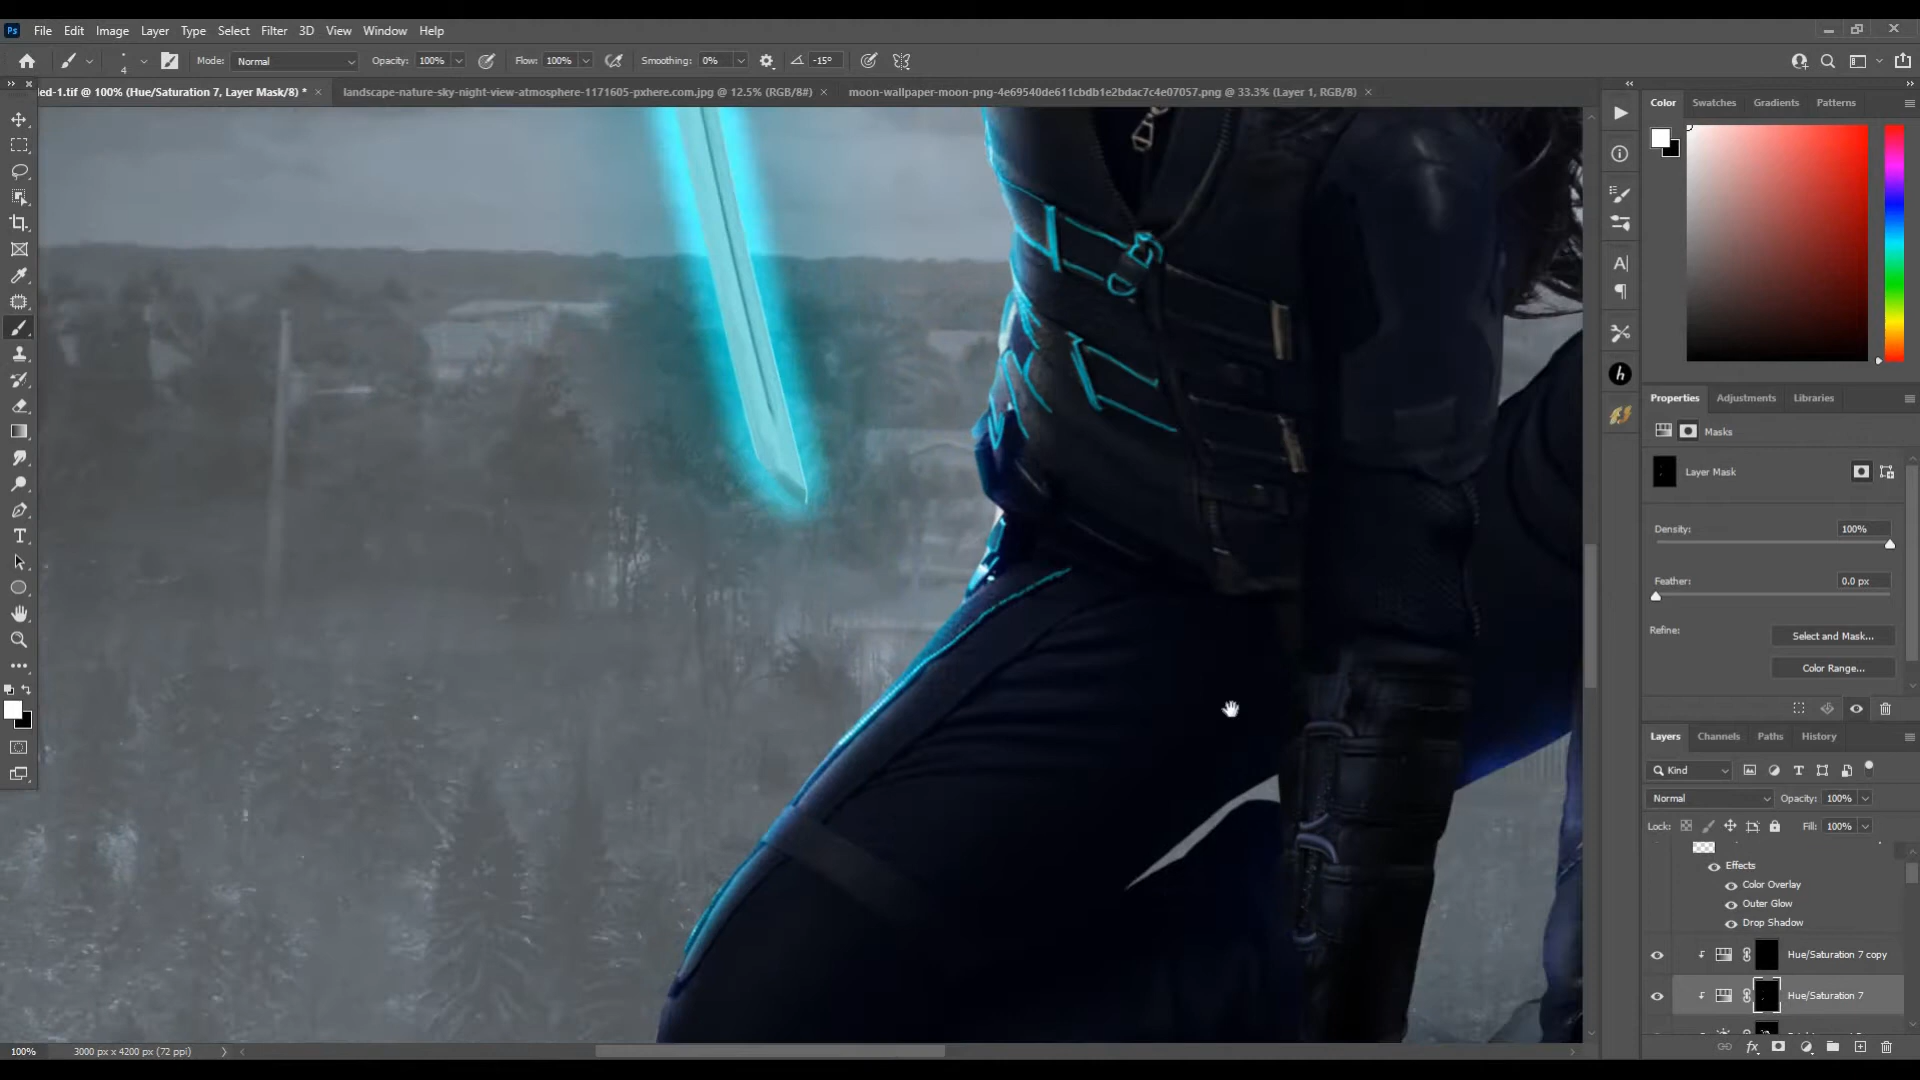 Ps File Edit Image Layer Type Select Filter 3D View Window Help
4 Mode: Normal Opacity: 100% Flow: 100% Smoothing: 0% -15°
ed-1.tif @ 100% (Hue/Saturation 7, Layer Mask/8) * × landscape-nature-sky-night-view-atmosphere-1171605-pxhere.com.jpg @ 12.5% (RGB/8#) × moon-wallpaper-moon-png-4e69540de611cbdb1e2bdac7c4e07057.png @ 33.3% (Layer 1, RGB/8) ×
Color Swatches Gradients Patterns
Properties Adjustments Libraries
Masks
Layer Mask
Density: 100%
Feather: 0.0 px
Refine: Select and Mask...
Color Range...
Layers Channels Paths History
Kind
Normal Opacity: 100%
Lock: Fill: 100%
Effects
Color Overlay
Outer Glow
Drop Shadow
Hue/Saturation 7 copy
Hue/Saturation 7
fx
100% 3000 px x 4200 px (72 ppi)